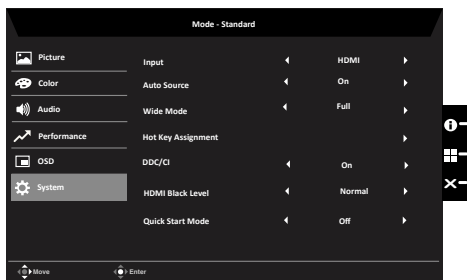 Mode - Standard
Picture
Color
Audio
Performance
OSD
System
Input HDMI
Auto Source On
Wide Mode Full
Hot Key Assignment
DDC/CI On
HDMI Black Level Normal
Quick Start Mode Off
Move Enter